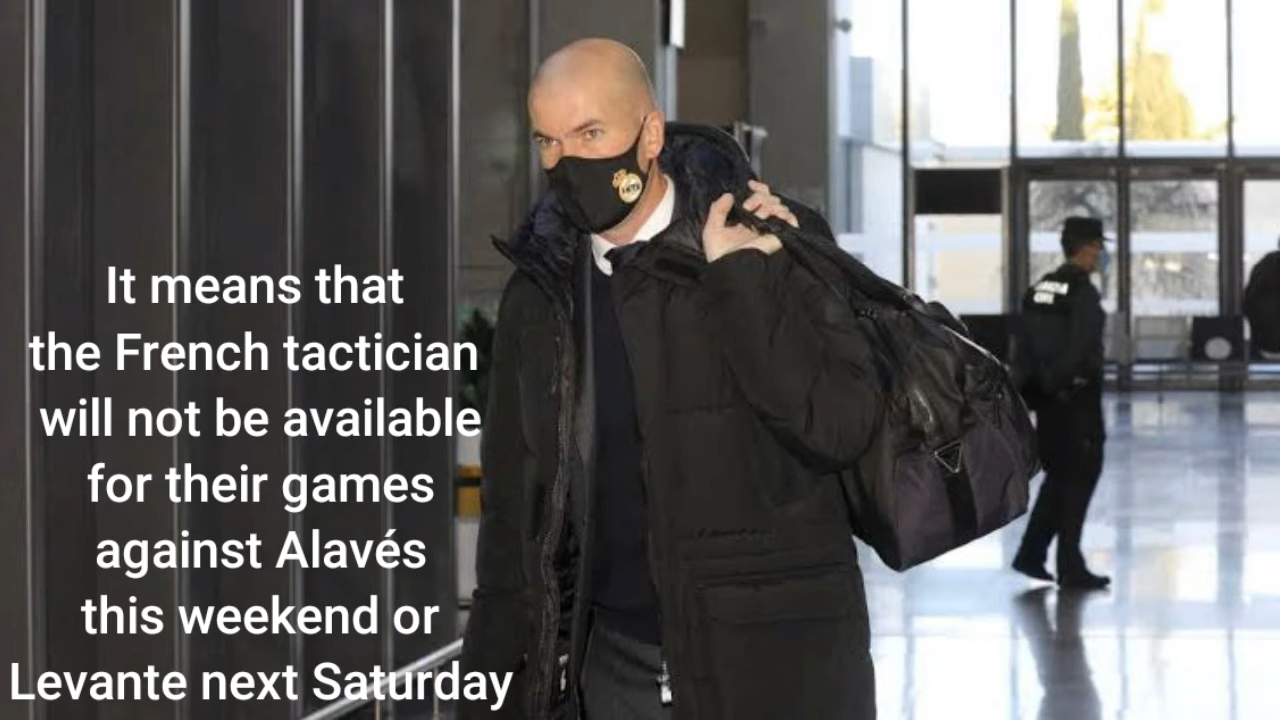 It means that
the French tactician
will not be available
for their games
against Alavés
this weekend or
Levante next Saturday